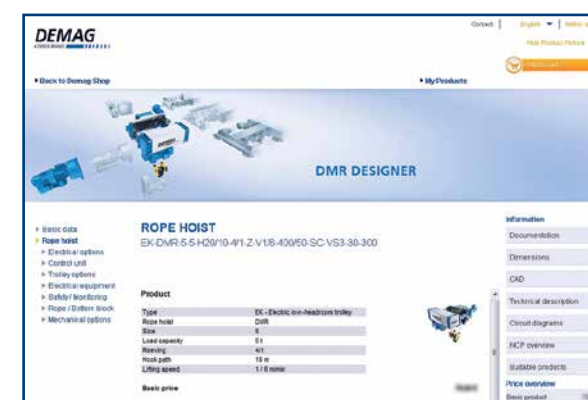 Contact | English
DEMAG
Hide Product Picture
Back to Demag Shop
My Products
DMR DESIGNER
Basic data
Rope hoist
Electrical options
Control unit
Trolley options
Electrical equipment
Safety / Monitoring
Rope / Bottom block
Mechanical options
ROPE HOIST
EK-DMR-5-5-H20/10-4/1-Z-V1/6-400/50-SC-VS3-30-300
Product
Type EK - Electric low-headroom trolley
Rope hoist DMR
Size 5
Load capacity 5 t
Reeving 4/1
Hook path 10 m
Lifting speed 1 / 6 m/min
Basic price
Information
Documentation
Dimensions
CAD
Technical description
Circuit diagrams
NCP overview
Suitable products
Price overview
Basic product